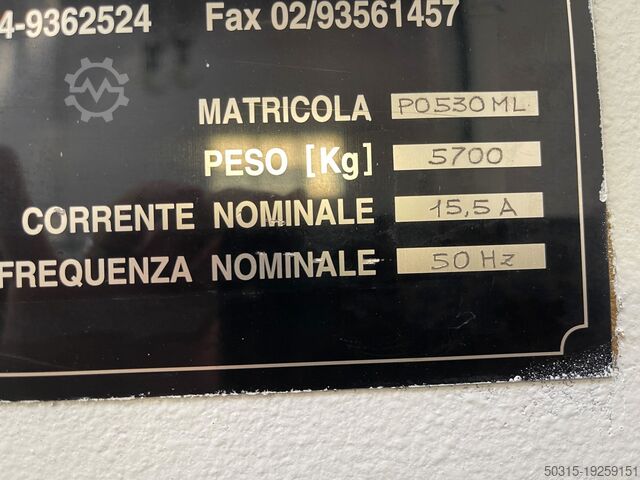 4-9362524 Fax 02/93561457
MATRICOLA PO530ML
PESO [Kg] 5700
CORRENTE NOMINALE 15,5 A
FREQUENZA NOMINALE 50 Hz
50315-19259151